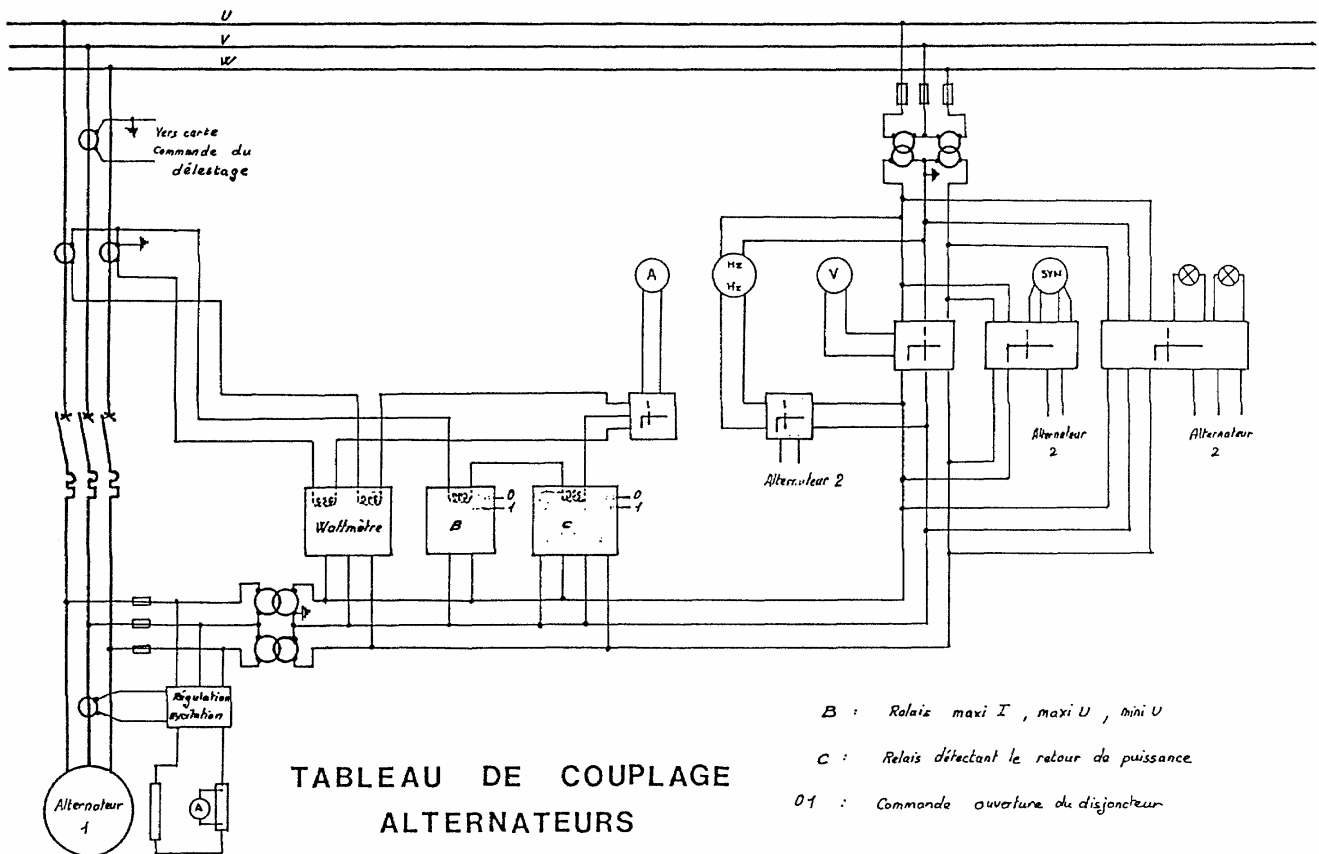 U
V
W
Vers carte
Commande du
délestage
A
Hz
Hz
V
SYN
Alternateur
2
Alternateur
2
Alternateur 2
Wattmètre
B
0
1
C
0
1
Régulation
excitation
Alternateur
1
A
TABLEAU DE COUPLAGE
ALTERNATEURS
B : Relais maxi I , maxi U , mini U
C : Relais détectant le retour de puissance
01 : Commande ouverture du disjoncteur